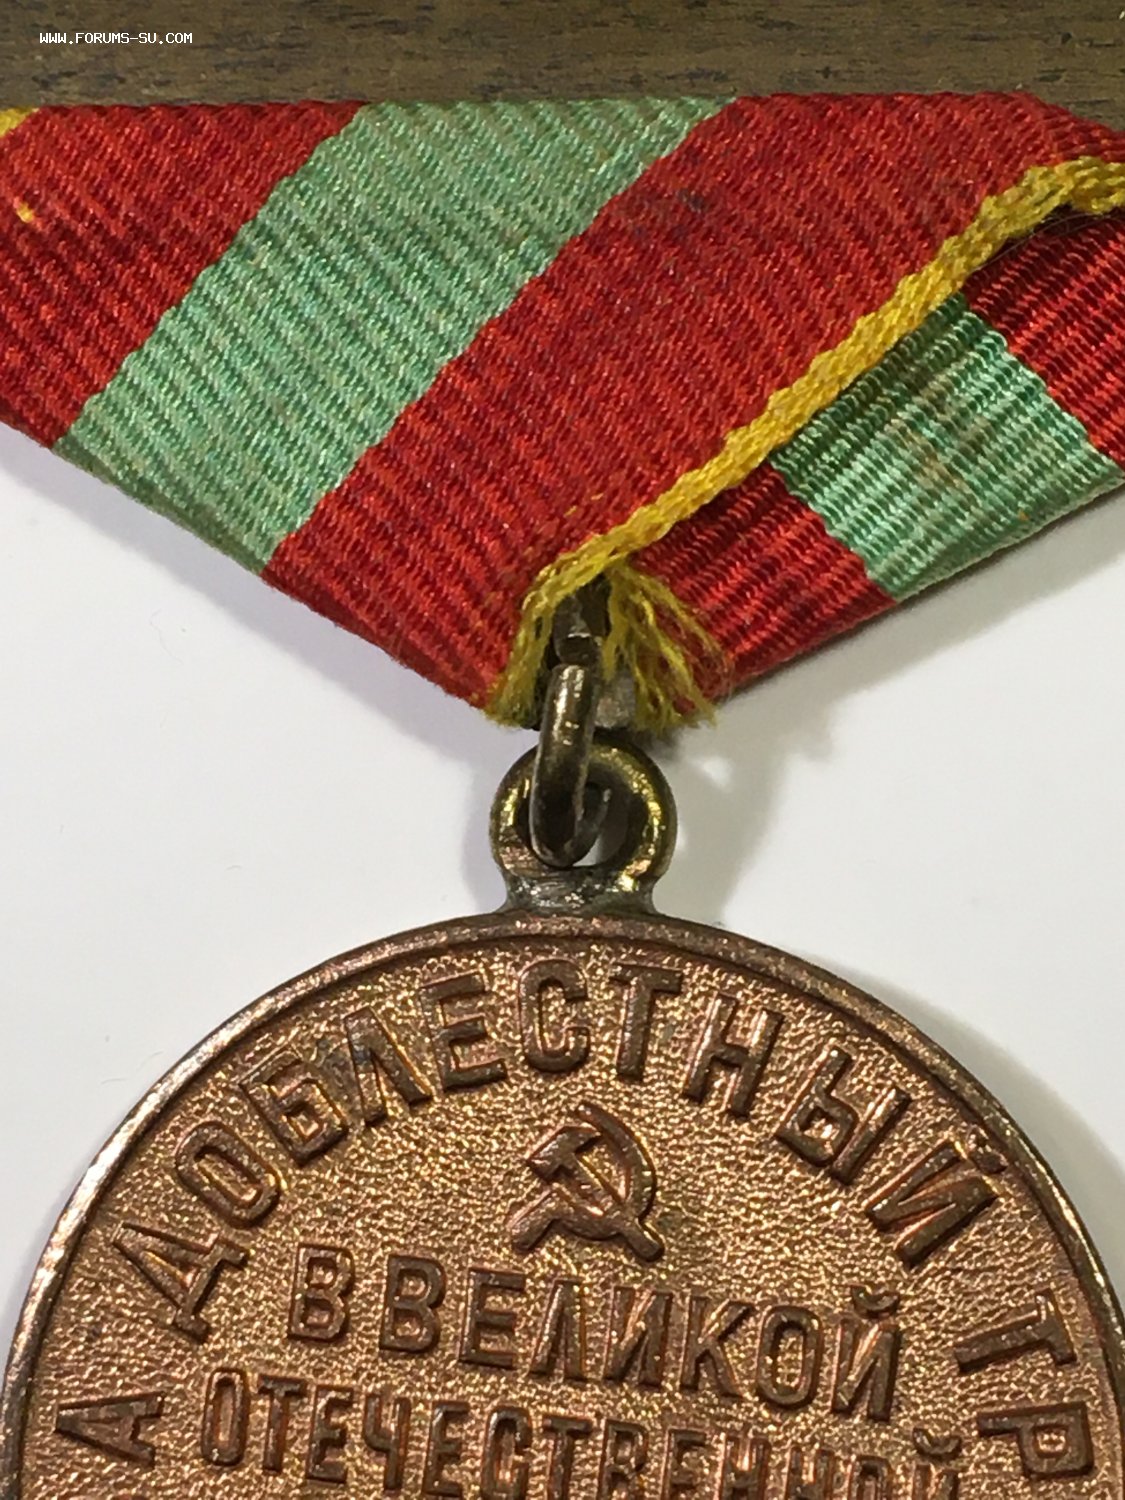 WWW.FORUMS-SU.COM
А ДОБЛЕСТНЫЙ ТР
В ВЕЛИКОЙ
ОТЕЧЕСТВЕННОЙ